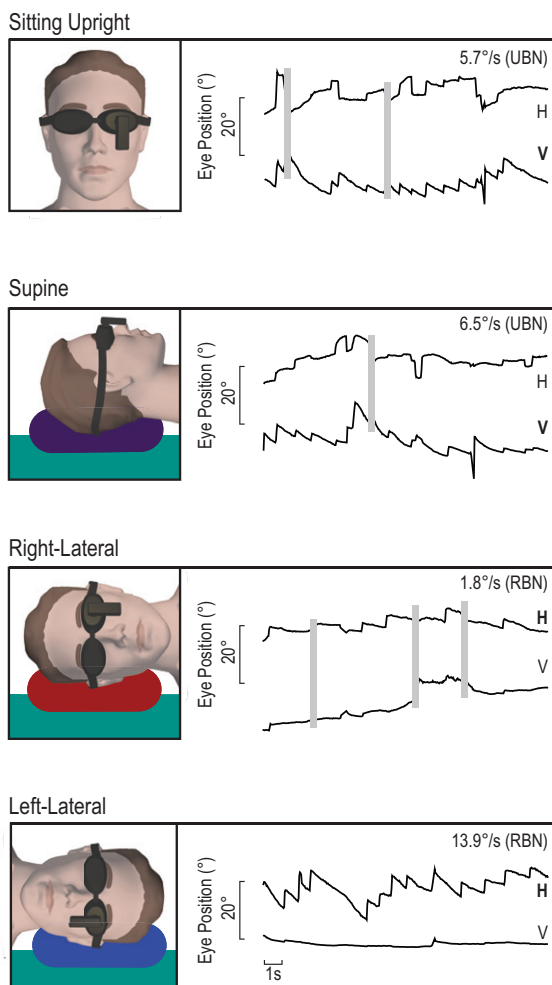 Sitting Upright
5.7°/s (UBN)
Eye Position (°)
20°
H
V
Supine
6.5°/s (UBN)
Eye Position (°)
20°
H
V
Right-Lateral
1.8°/s (RBN)
Eye Position (°)
20°
H
V
Left-Lateral
13.9°/s (RBN)
Eye Position (°)
20°
H
V
1s